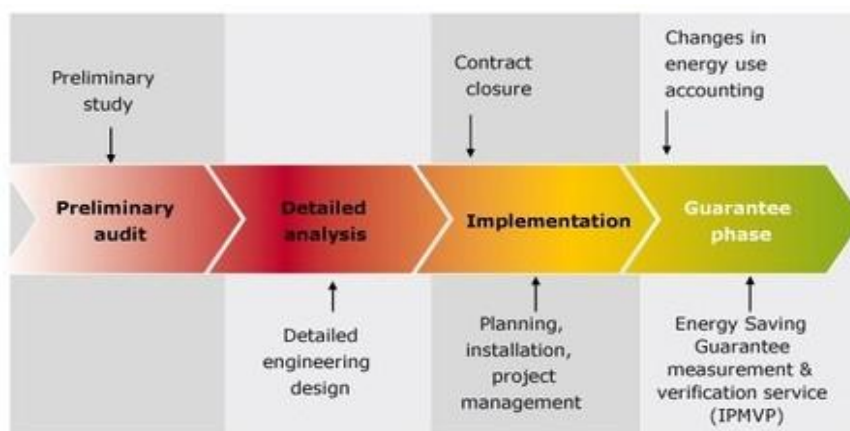 Preliminary
study
Contract
closure
Changes in
energy use
accounting
Preliminary
audit
Detailed
analysis
Implementation
Guarantee
phase
Detailed
engineering
design
Planning,
installation,
project
management
Energy Saving
Guarantee
measurement &
verification service
(IPMVP)